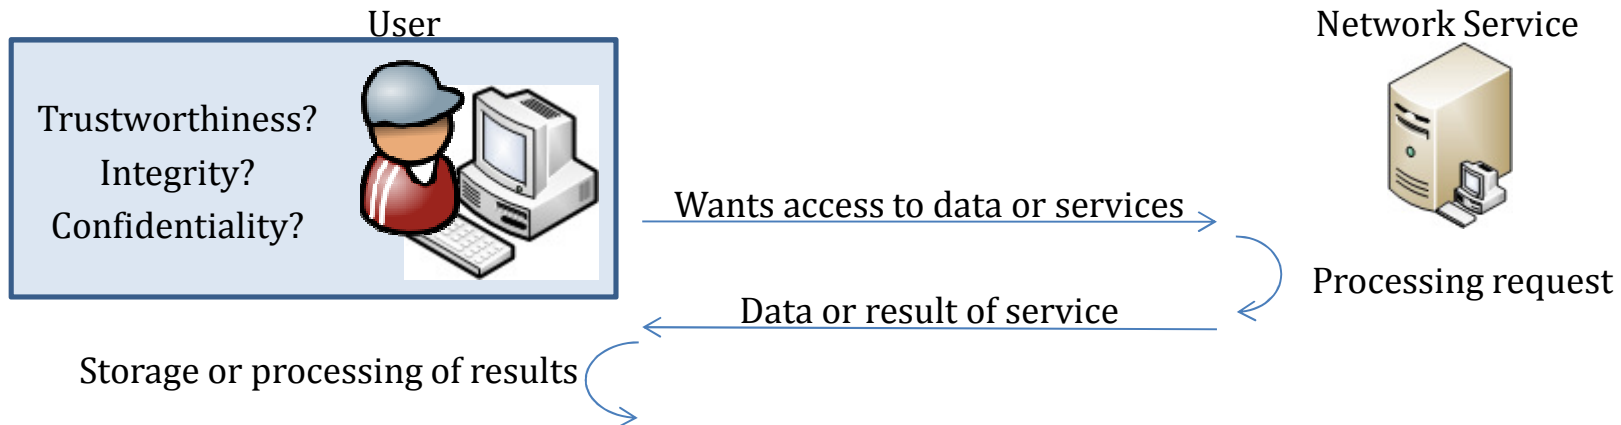 User
Network Service
Trustworthiness?
Integrity?
Confidentiality?
Wants access to data or services
Processing request
Data or result of service
Storage or processing of results